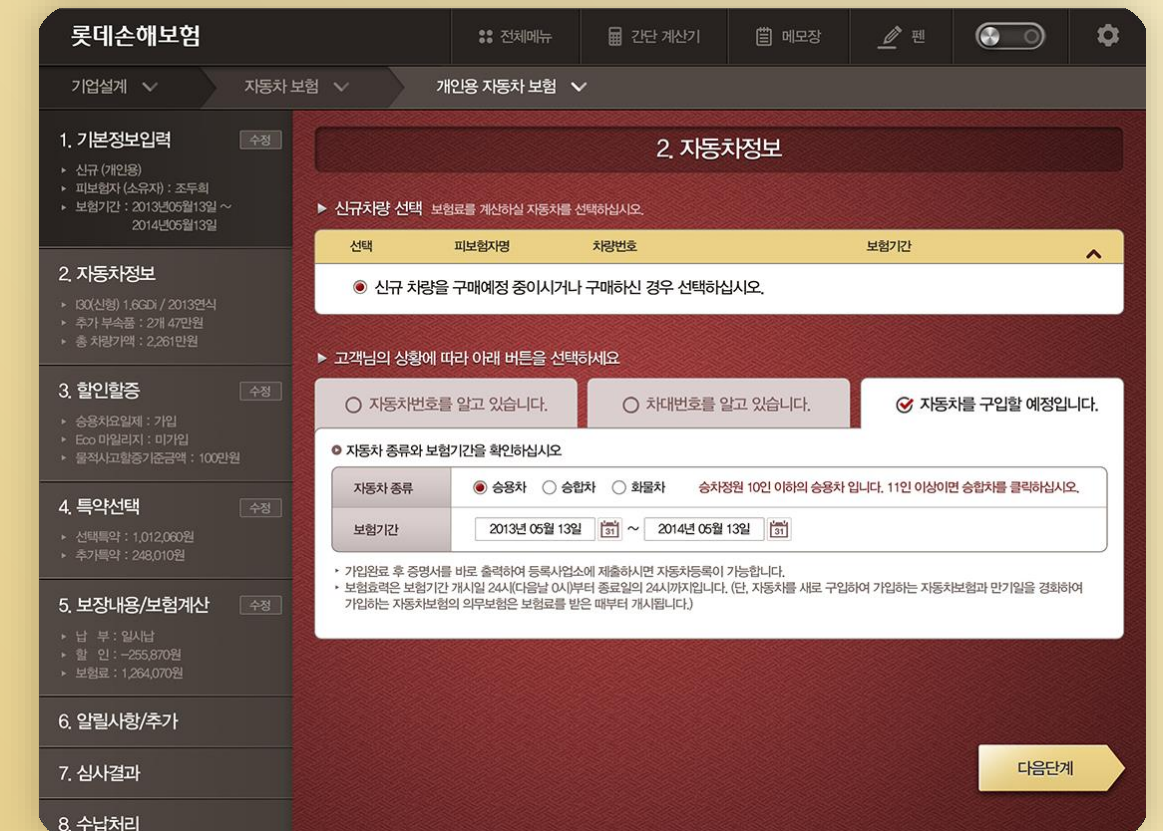 롯데손해보험
전체메뉴 간단 계산기 메모장 펜
기업설계 자동차 보험 개인용 자동차 보험
1. 기본정보입력 수정
신규 (개인용)
피보험자 (소유자) : 조두희
보험기간 : 2013년05월13일 ~
2014년05월13일
2. 자동차정보
I30(신형) 1.6GDi / 2013연식
추가 부속품 : 2개 47만원
총 차량가액 : 2,261만원
3. 할인할증 수정
승용차요일제 : 가입
Eco 마일리지 : 미가입
물적사고할증기준금액 : 100만원
4. 특약선택 수정
선택특약 : 1,012,060원
추가특약 : 248,010원
5. 보장내용/보험계산 수정
납 부 : 일시납
할 인 : -255,870원
보험료 : 1,264,070원
6. 알릴사항/추가
7. 심사결과
8. 수납처리
2. 자동차정보
신규차량 선택 보험료를 계산하실 자동차를 선택하십시오.
선택 피보험자명 차량번호 보험기간
신규 차량을 구매예정 중이시거나 구매하신 경우 선택하십시오.
고객님의 상황에 따라 아래 버튼을 선택하세요
자동차번호를 알고 있습니다. 차대번호를 알고 있습니다. 자동차를 구입할 예정입니다.
자동차 종류와 보험기간을 확인하십시오
자동차 종류 승용차 승합차 화물차 승차정원 10인 이하의 승용차 입니다. 11인 이상이면 승합차를 클릭하십시오.
보험기간 2013년 05월 13일 31 ~ 2014년 05월 13일 31
가입완료 후 증명서를 바로 출력하여 등록사업소에 제출하시면 자동차등록이 가능합니다.
보험효력은 보험기간 개시일 24시(다음날 0시)부터 종료일의 24시까지입니다. (단, 자동차를 새로 구입하여 가입하는 자동차보험과 만기일을 경화하여
가입하는 자동차보험의 의무보험은 보험료를 받은 때부터 개시됩니다.)
다음단계